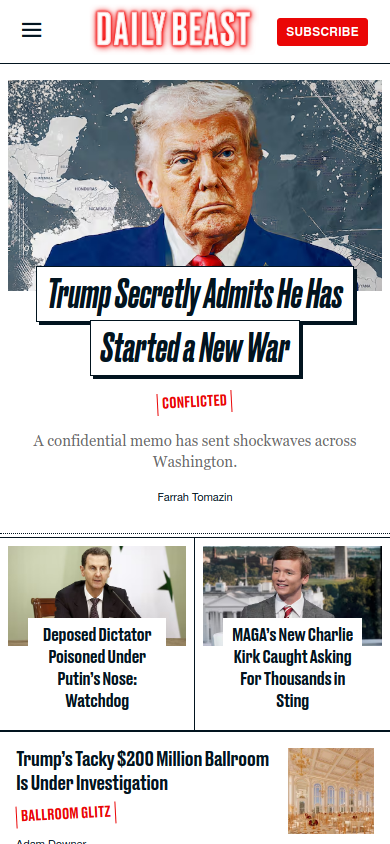 DAILY BEAST
SUBSCRIBE
HONDURAS
NICARAGUA
Trump Secretly Admits He Has
Started a New War
CONFLICTED
A confidential memo has sent shockwaves across
Washington.
Farrah Tomazin
Deposed Dictator
Poisoned Under
Putin's Nose:
Watchdog
MAGA's New Charlie
Kirk Caught Asking
For Thousands in
Sting
Trump's Tacky $200 Million Ballroom
Is Under Investigation
BALLROOM GLITZ
Adam Downer